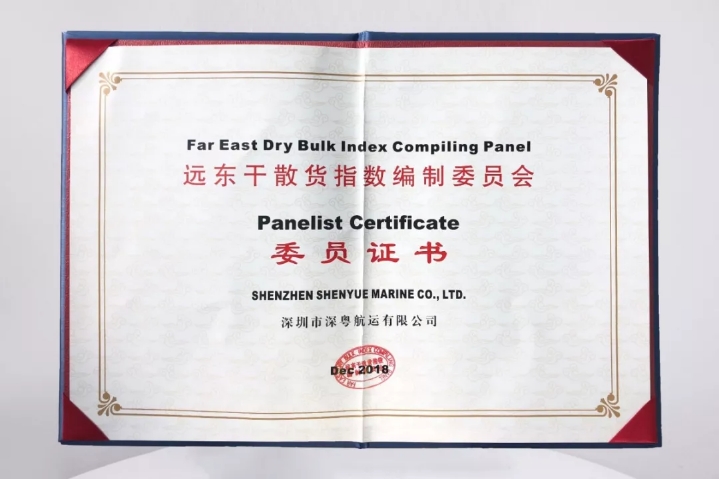 Far East Dry Bulk Index Compiling Panel
远东干散货指数编制委员会
Panelist Certificate
委员证书
SHENZHEN SHENYUE MARINE CO., LTD.
深圳市深粤航运有限公司
Dec.2018